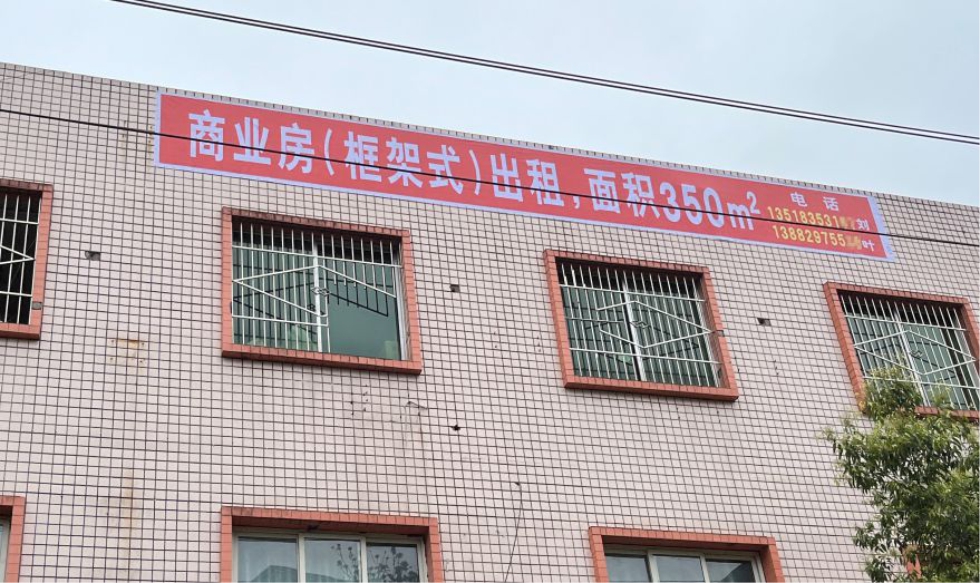 商业房(框架式)出租,面积350m²
电话
135183531 刘
138829755 叶